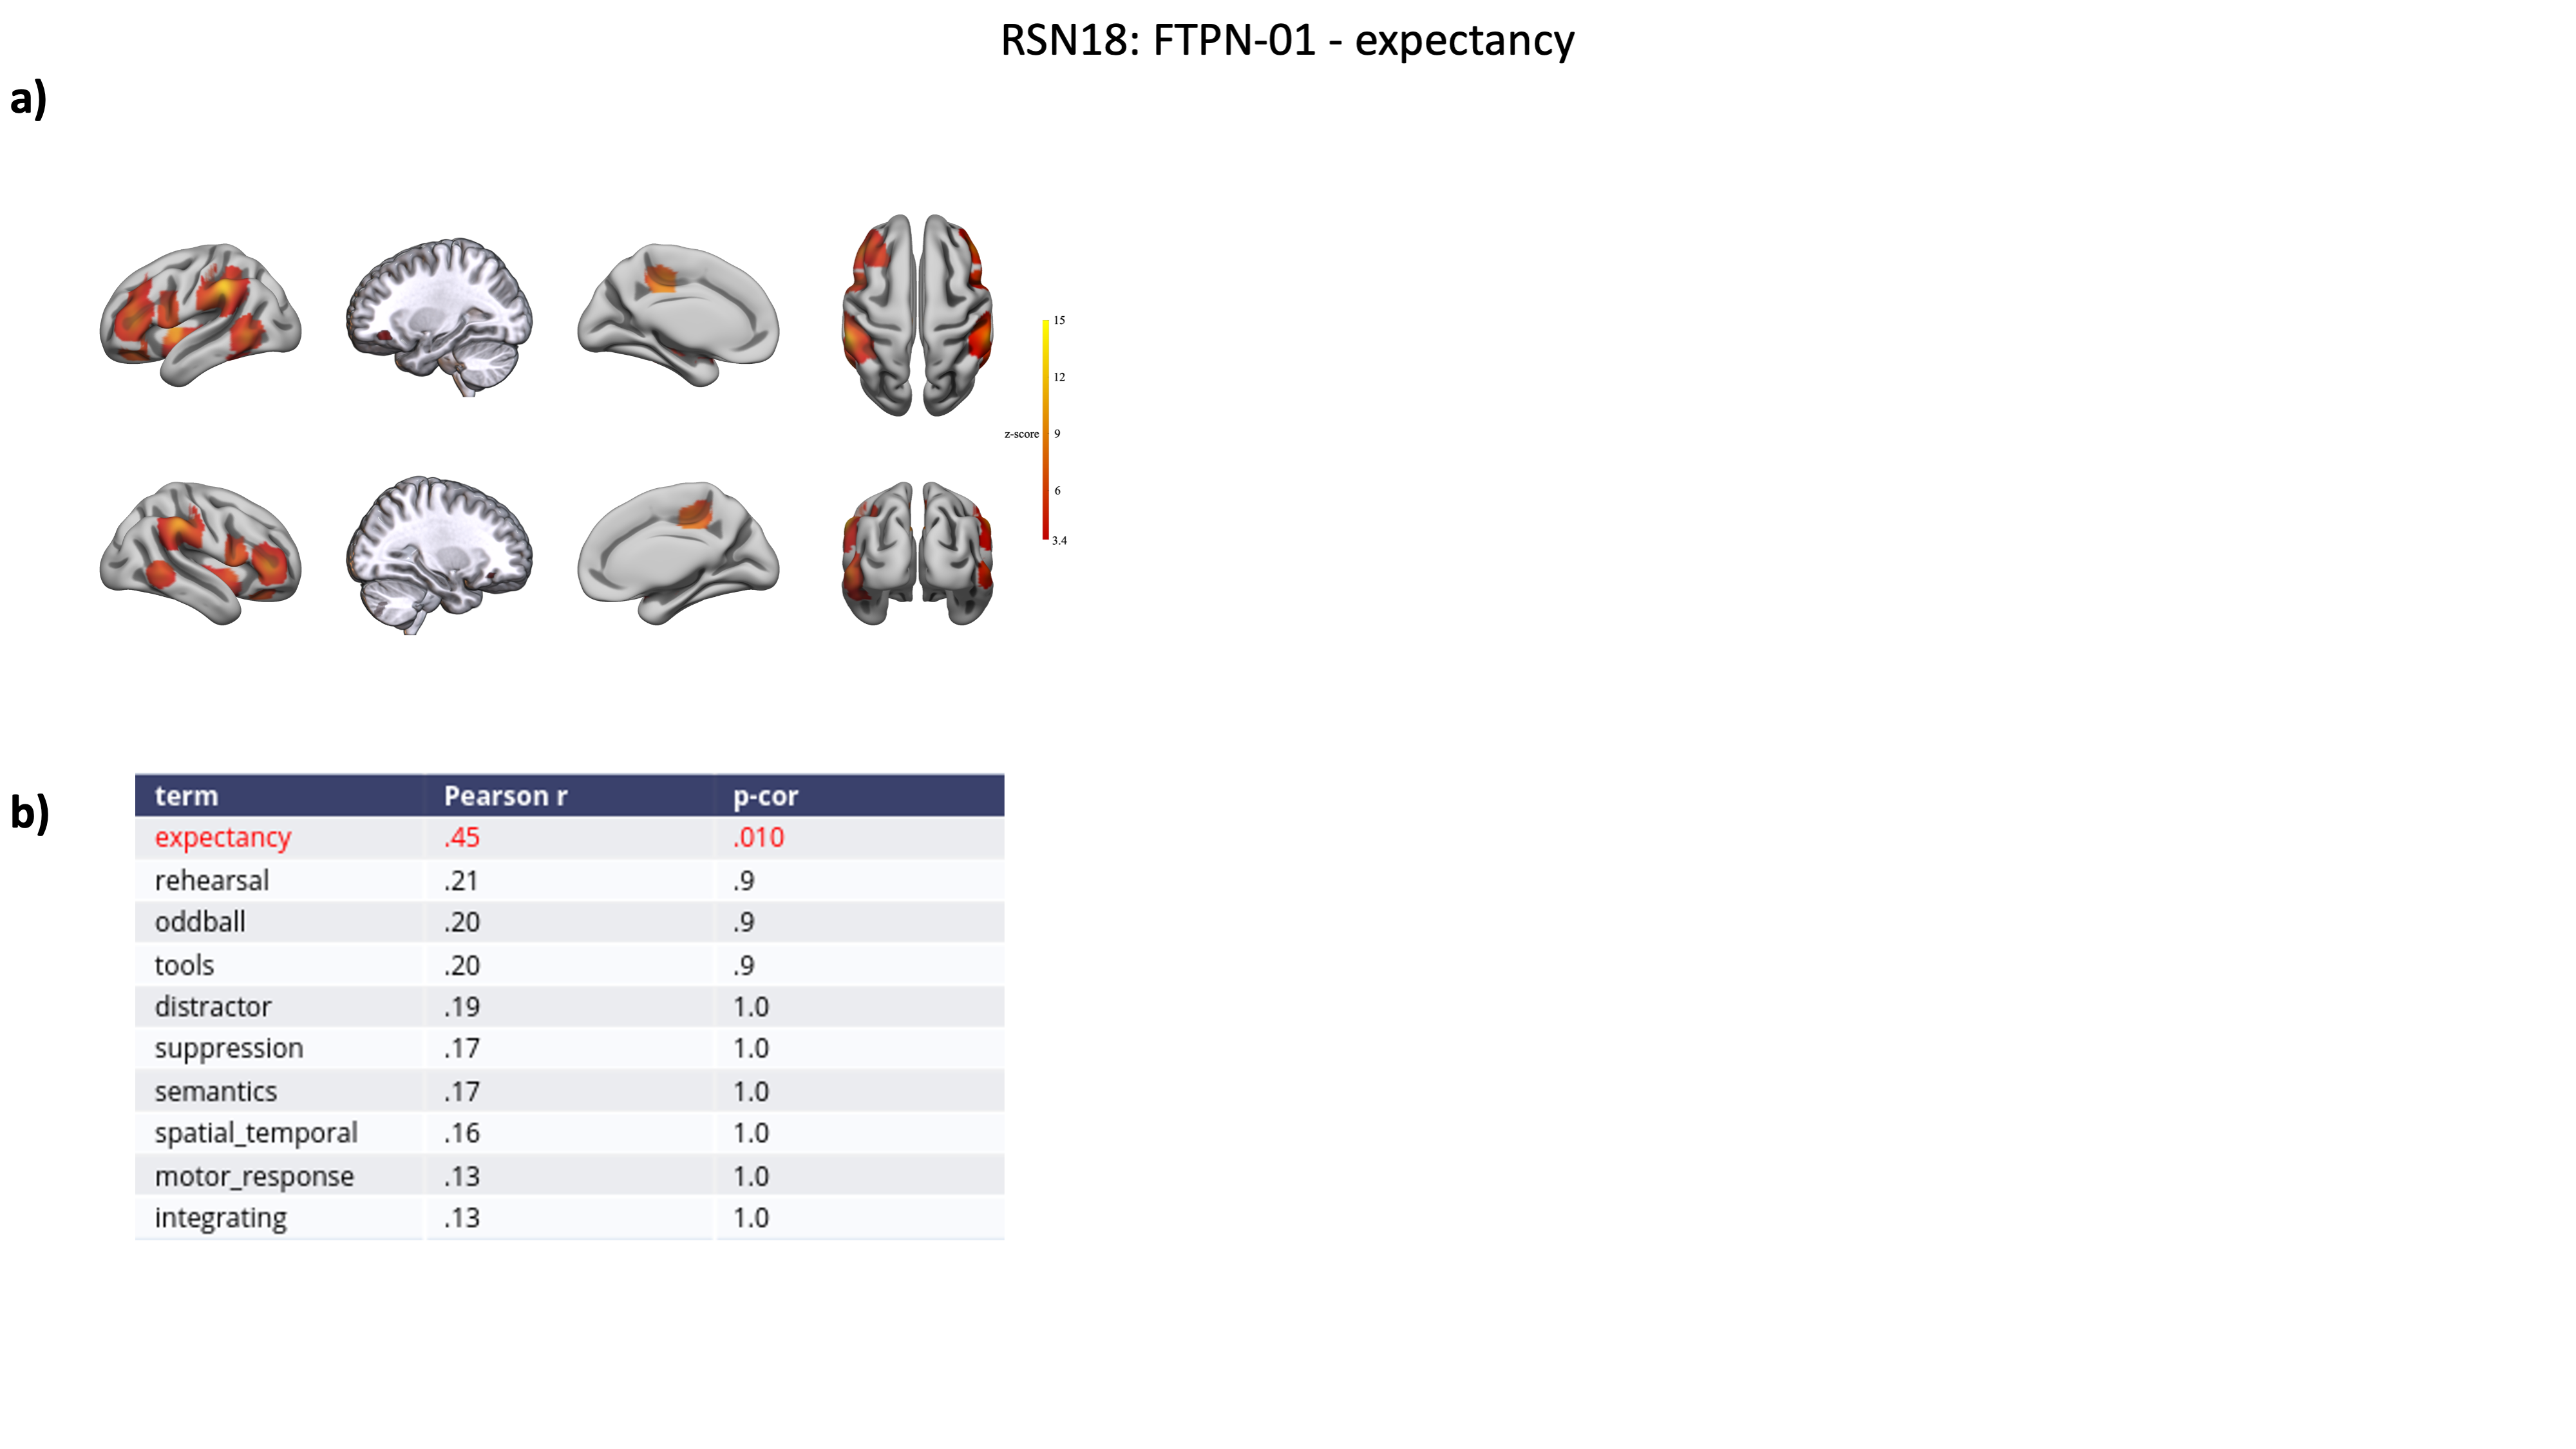 RSN18: FTPN-01 - expectancy
a)
15
12
z-score 9
6
3.4
b)
term Pearson r p-cor
expectancy .45 .010
rehearsal .21 .9
oddball .20 .9
tools .20 .9
distractor .19 1.0
suppression .17 1.0
semantics .17 1.0
spatial_temporal .16 1.0
motor_response .13 1.0
integrating .13 1.0